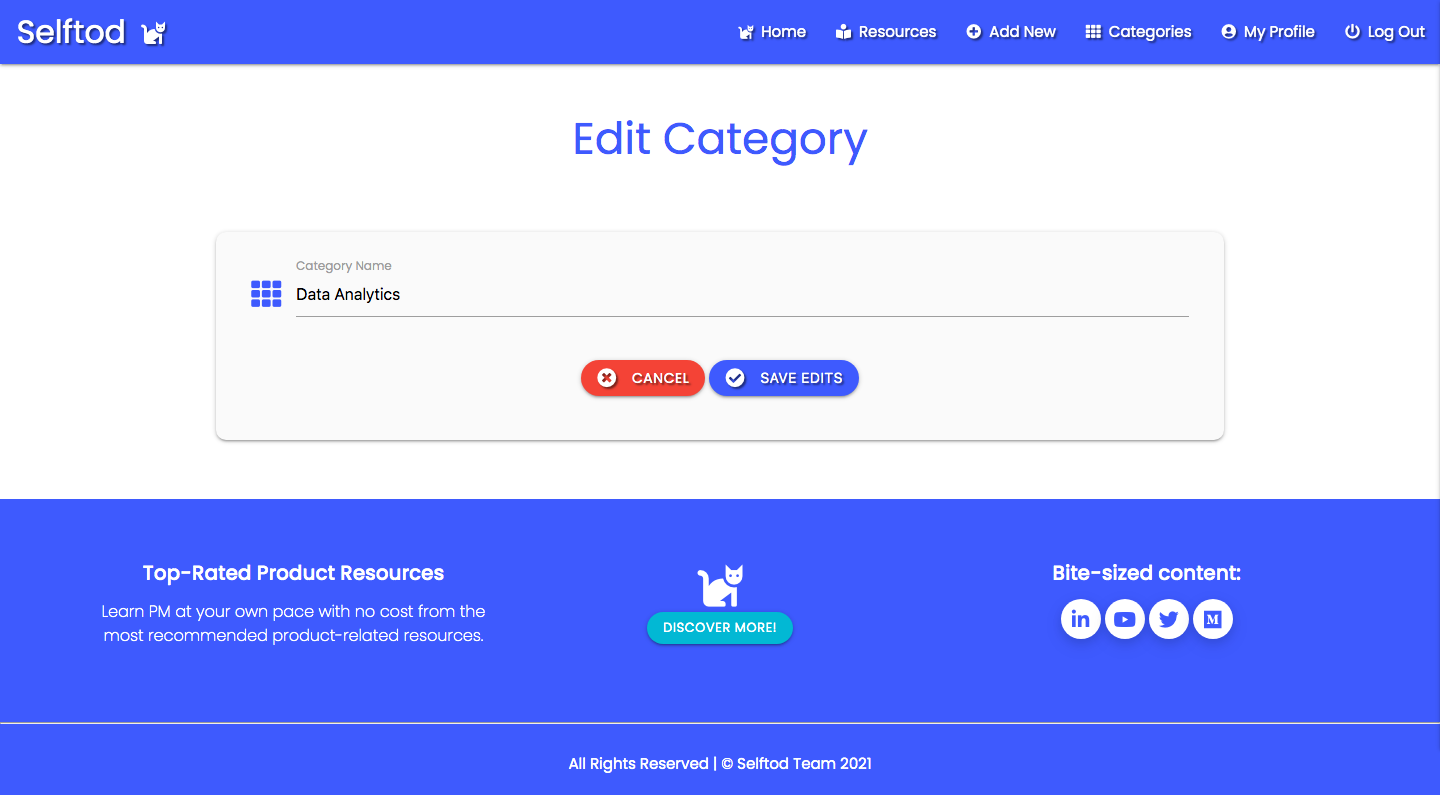 Selftod
Home Resources Add New Categories My Profile Log Out
Edit Category
Category Name
Data Analytics
CANCEL SAVE EDITS
Top-Rated Product Resources
Learn PM at your own pace with no cost from the
most recommended product-related resources.
DISCOVER MORE!
Bite-sized content:
All Rights Reserved | © Selftod Team 2021